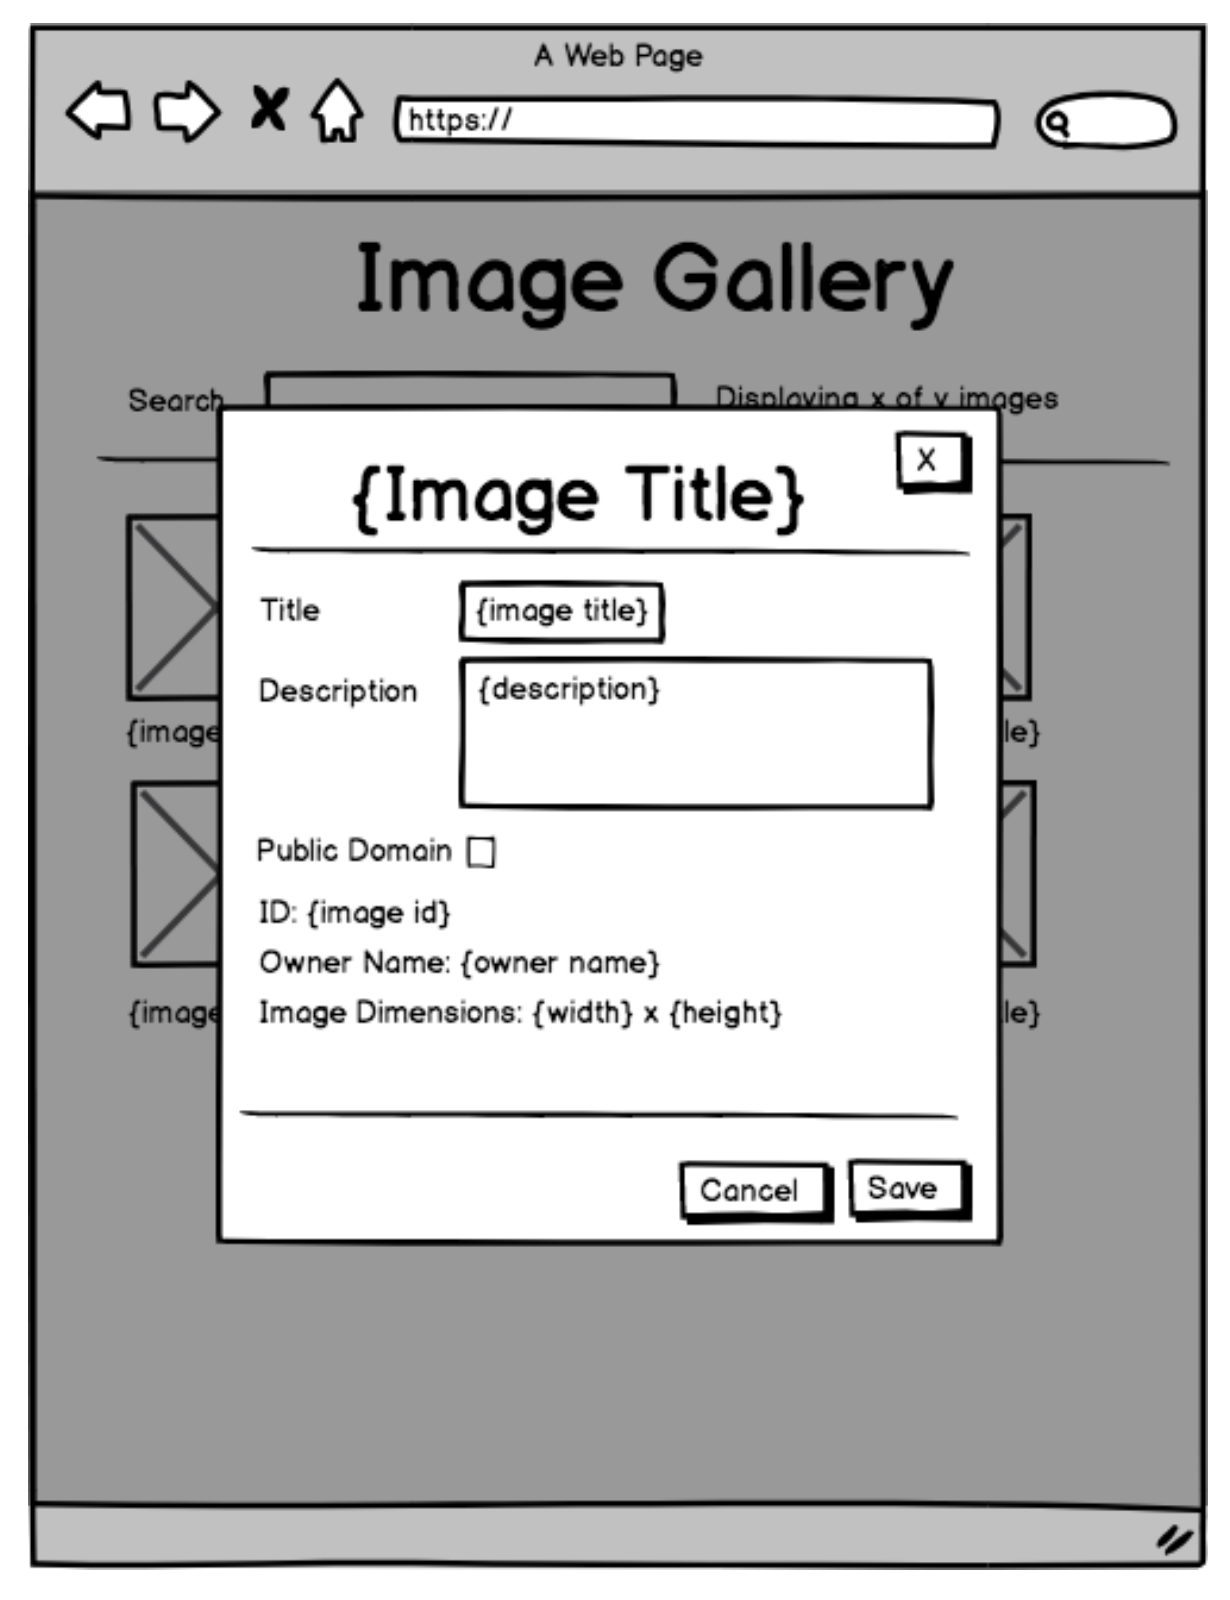 A Web Page
X
https://
Image Gallery
Search Displaying x of y images
{Image Title}
X
Title {image title}
Description {description}
{image le}
Public Domain
ID: {image id}
Owner Name: {owner name}
Image Dimensions: {width} x {height}
{image le}
Cancel Save